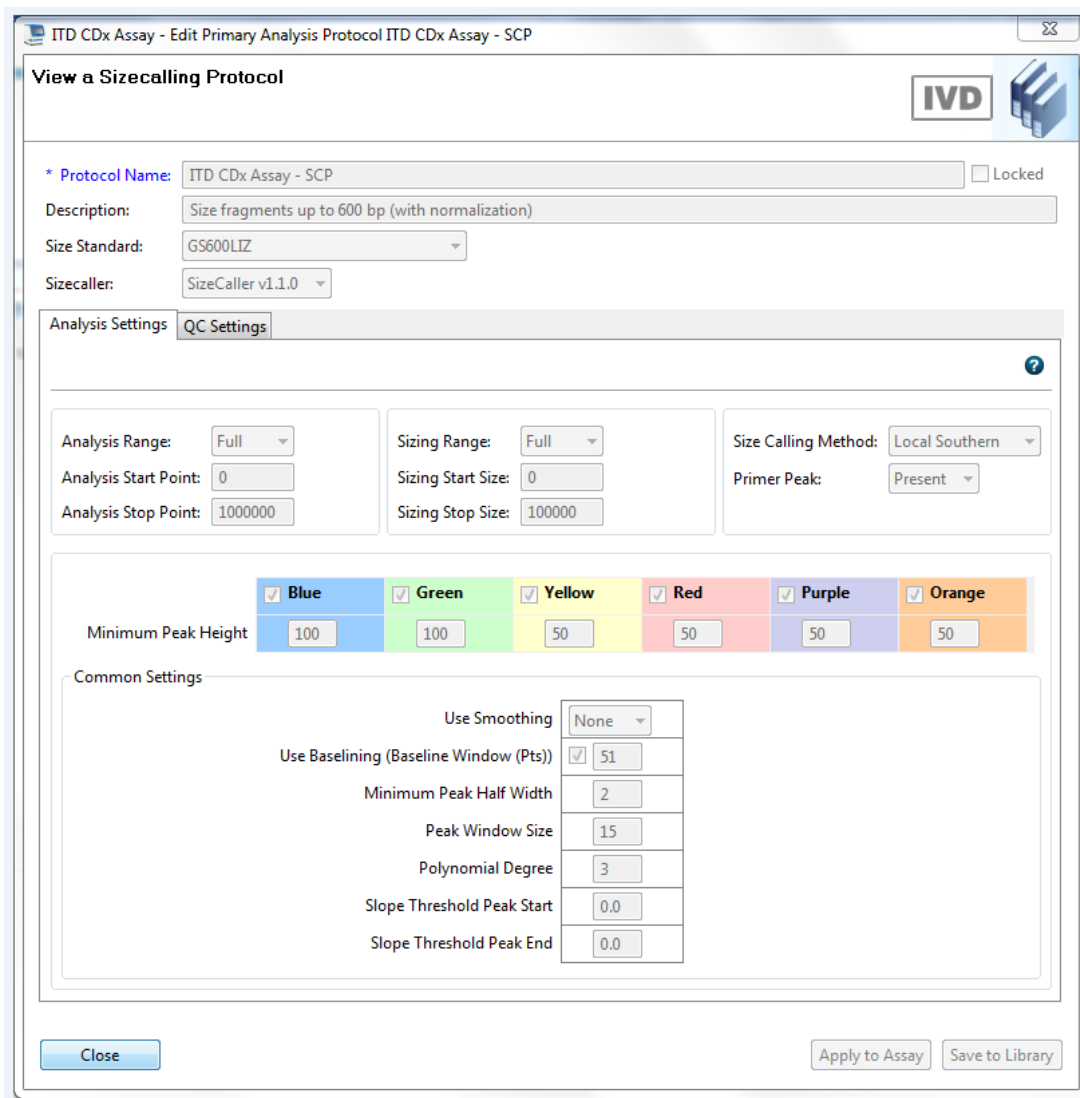 ITD CDx Assay - Edit Primary Analysis Protocol ITD CDx Assay - SCP
View a Sizecalling Protocol
IVD
* Protocol Name: ITD CDx Assay - SCP Locked
Description: Size fragments up to 600 bp (with normalization)
Size Standard: GS600LIZ
Sizecaller: SizeCaller v1.1.0
Analysis Settings QC Settings
?
Analysis Range: Full Sizing Range: Full Size Calling Method: Local Southern
Analysis Start Point: 0 Sizing Start Size: 0 Primer Peak: Present
Analysis Stop Point: 1000000 Sizing Stop Size: 100000
Blue Green Yellow Red Purple Orange
Minimum Peak Height 100 100 50 50 50 50
Common Settings
Use Smoothing None
Use Baselining (Baseline Window (Pts)) 51
Minimum Peak Half Width 2
Peak Window Size 15
Polynomial Degree 3
Slope Threshold Peak Start 0.0
Slope Threshold Peak End 0.0
Close Apply to Assay Save to Library